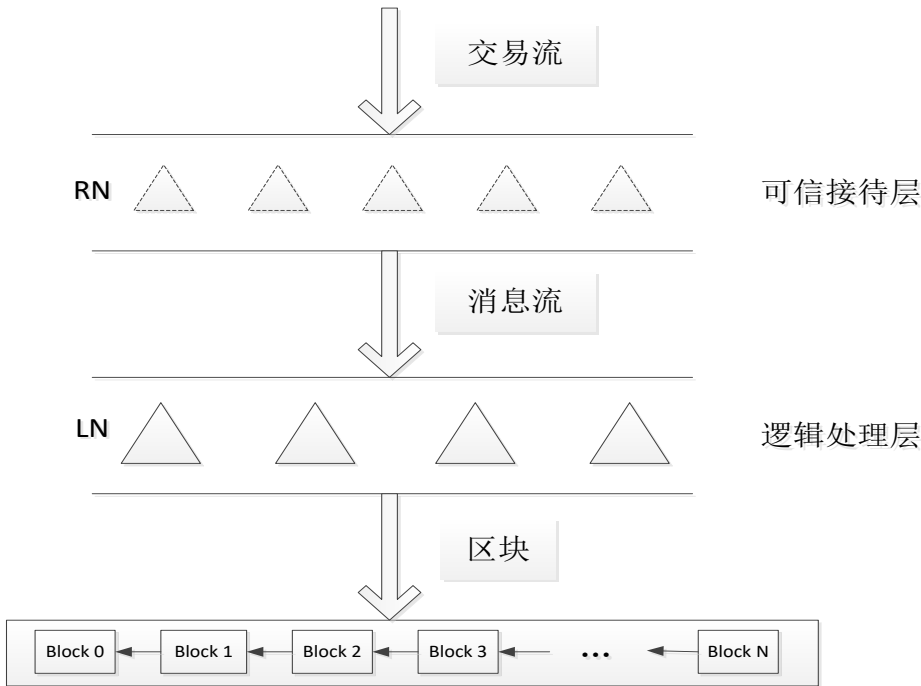 交易流
RN
可信接待层
消息流
LN
逻辑处理层
区块
Block 0
Block 1
Block 2
Block 3
...
Block N